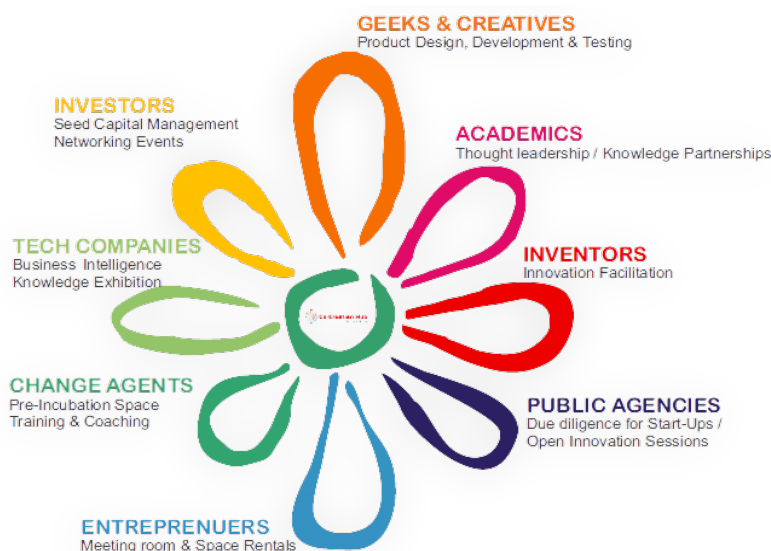 GEEKS & CREATIVES
Product Design, Development & Testing
INVESTORS
Seed Capital Management
Networking Events
ACADEMICS
Thought leadership / Knowledge Partnerships
TECH COMPANIES
Business Intelligence
Knowledge Exhibition
INVENTORS
Innovation Facilitation
CHANGE AGENTS
Pre-Incubation Space
Training & Coaching
PUBLIC AGENCIES
Due diligence for Start-Ups /
Open Innovation Sessions
ENTREPRENUERS
Meeting room & Space Rentals